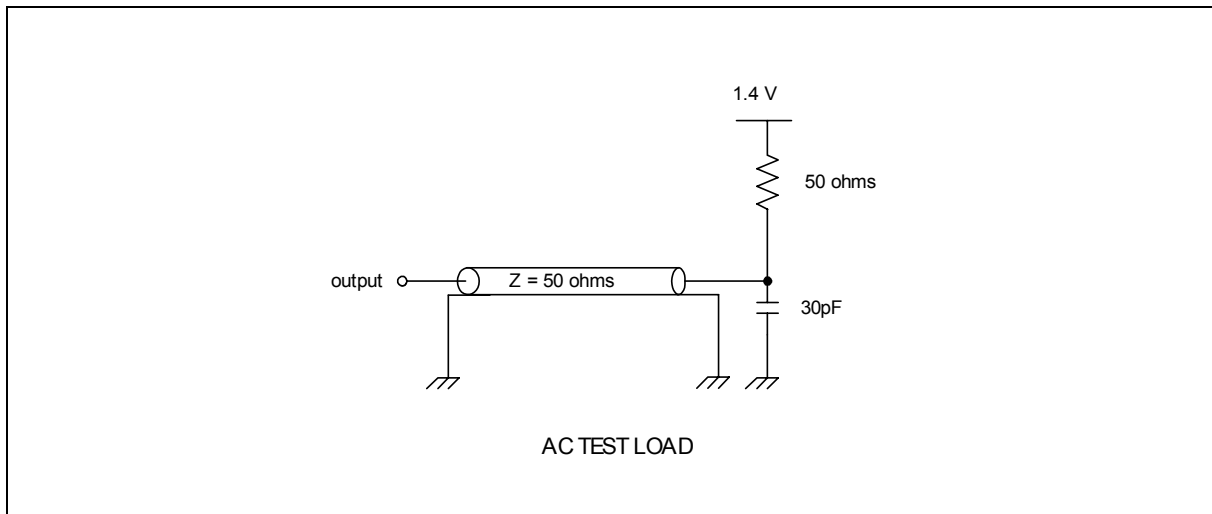 1.4 V
50 ohms
output
Z = 50 ohms
30pF
AC TEST LOAD